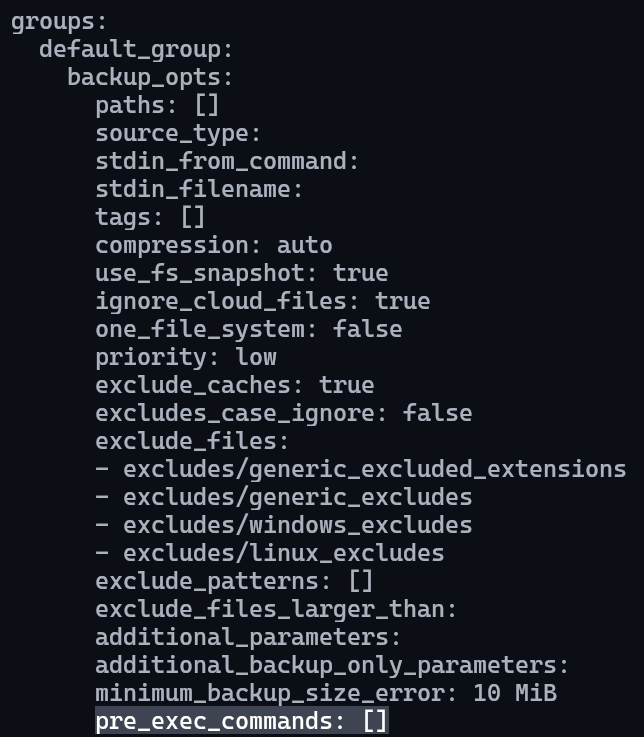 groups:
  default_group:
    backup_opts:
      paths: []
      source_type:
      stdin_from_command:
      stdin_filename:
      tags: []
      compression: auto
      use_fs_snapshot: true
      ignore_cloud_files: true
      one_file_system: false
      priority: low
      exclude_caches: true
      excludes_case_ignore: false
      exclude_files:
      - excludes/generic_excluded_extensions
      - excludes/generic_excludes
      - excludes/windows_excludes
      - excludes/linux_excludes
      exclude_patterns: []
      exclude_files_larger_than:
      additional_parameters:
      additional_backup_only_parameters:
      minimum_backup_size_error: 10 MiB
      pre_exec_commands: []